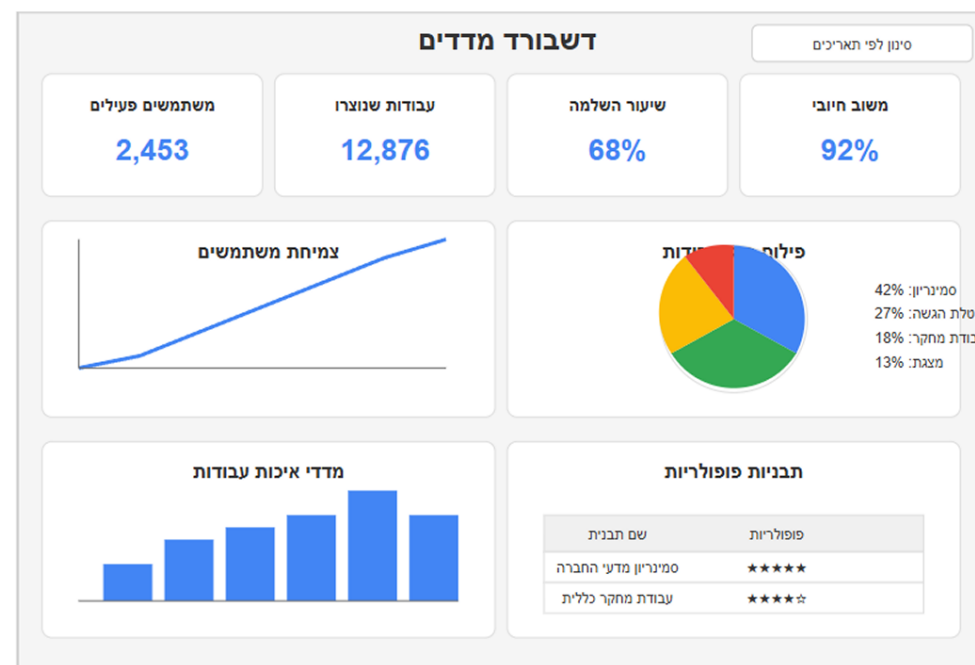 דשבורד מדדים
סינון לפי תאריכים
משוב חיובי
92%
שיעור השלמה
68%
עבודות שנוצרו
12,876
משתמשים פעילים
2,453
סמינריון: 42%
הגשה: 27%
מחקר: 18%
מצגת: 13%
צמיחת משתמשים
תבניות פופולריות
שם תבנית פופולריות
סמינריון מדעי החברה ★★★★★
עבודת מחקר כללית ★★★★☆
מדדי איכות עבודות